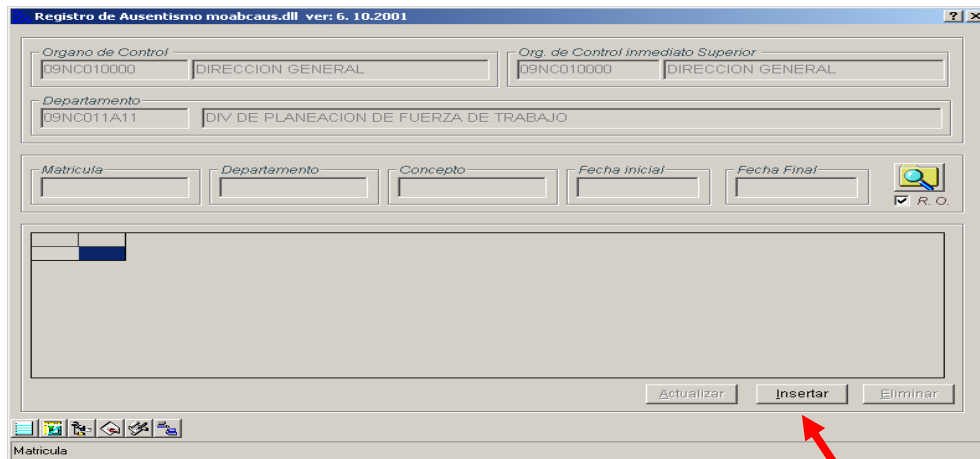 Registro de Ausentismo moabcaus.dll ver: 6. 10.2001
Organo de Control
09NC010000 DIRECCION GENERAL
Org. de Control inmediato Superior
09NC010000 DIRECCION GENERAL
Departamento
09NC011A11 DIV DE PLANEACION DE FUERZA DE TRABAJO
Matricula Departamento Concepto Fecha inicial Fecha Final
R. O.
Actualizar Insertar Eliminar
Matricula